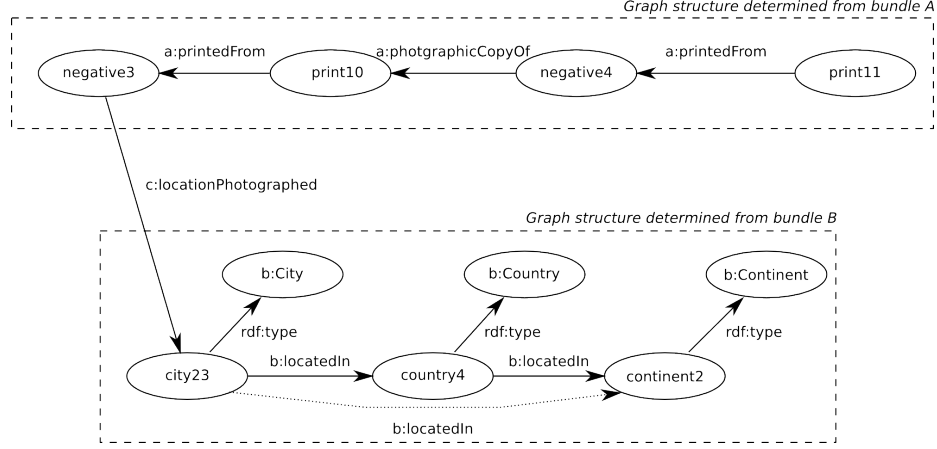 Graph structure determined from bundle A
a:printedFrom
a:photgraphicCopyOf
a:printedFrom
negative3
print10
negative4
print11
c:locationPhotographed
Graph structure determined from bundle B
b:City
b:Country
b:Continent
rdf:type
rdf:type
rdf:type
b:locatedIn
b:locatedIn
city23
country4
continent2
b:locatedIn